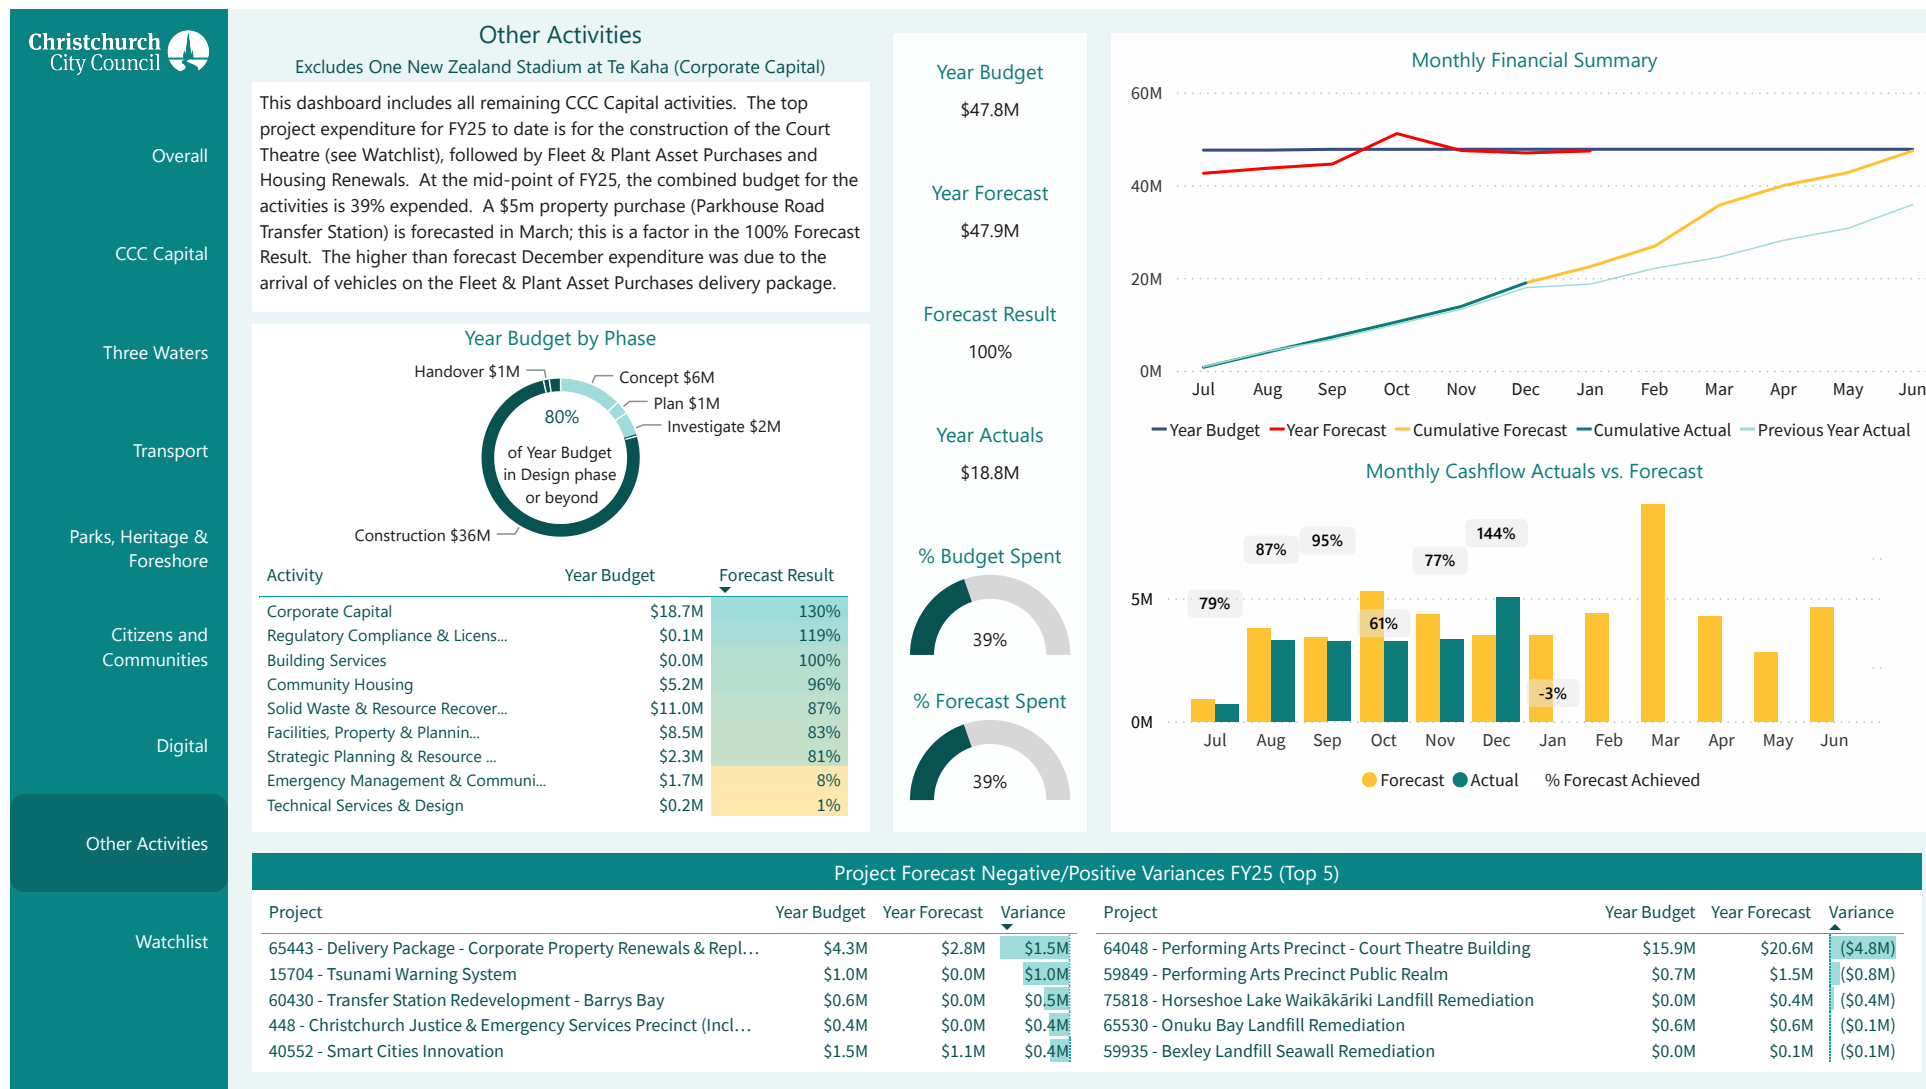 Christchurch
City Council
Overall
CCC Capital
Three Waters
Transport
Parks, Heritage &
Foreshore
Citizens and
Communities
Digital
Other Activities
Watchlist
Other Activities
Excludes One New Zealand Stadium at Te Kaha (Corporate Capital)
This dashboard includes all remaining CCC Capital activities.  The top
project expenditure for FY25 to date is for the construction of the Court
Theatre (see Watchlist), followed by Fleet & Plant Asset Purchases and
Housing Renewals.  At the mid-point of FY25, the combined budget for the
activities is 39% expended.  A $5m property purchase (Parkhouse Road
Transfer Station) is forecasted in March; this is a factor in the 100% Forecast
Result.  The higher than forecast December expenditure was due to the
arrival of vehicles on the Fleet & Plant Asset Purchases delivery package.
Year Budget by Phase
Handover $1M
Concept $6M
Plan $1M
Investigate $2M
Construction $36M
80%
of Year Budget
in Design phase
or beyond
Activity Year Budget Forecast Result
Corporate Capital $18.7M 130%
Regulatory Compliance & Licens... $0.1M 119%
Building Services $0.0M 100%
Community Housing $5.2M 96%
Solid Waste & Resource Recover... $11.0M 87%
Facilities, Property & Plannin... $8.5M 83%
Strategic Planning & Resource ... $2.3M 81%
Emergency Management & Communi... $1.7M 8%
Technical Services & Design $0.2M 1%
Year Budget
$47.8M
Year Forecast
$47.9M
Forecast Result
100%
Year Actuals
$18.8M
% Budget Spent
39%
% Forecast Spent
39%
Monthly Financial Summary
60M
40M
20M
0M
Jul Aug Sep Oct Nov Dec Jan Feb Mar Apr May Jun
Year Budget Year Forecast Cumulative Forecast Cumulative Actual Previous Year Actual
Monthly Cashflow Actuals vs. Forecast
5M
0M
79% 87% 95% 61% 77% 144% -3%
Jul Aug Sep Oct Nov Dec Jan Feb Mar Apr May Jun
Forecast Actual % Forecast Achieved
Project Forecast Negative/Positive Variances FY25 (Top 5)
Project Year Budget Year Forecast Variance
65443 - Delivery Package - Corporate Property Renewals & Repl... $4.3M $2.8M $1.5M
15704 - Tsunami Warning System $1.0M $0.0M $1.0M
60430 - Transfer Station Redevelopment - Barrys Bay $0.6M $0.0M $0.5M
448 - Christchurch Justice & Emergency Services Precinct (Incl... $0.4M $0.0M $0.4M
40552 - Smart Cities Innovation $1.5M $1.1M $0.4M
Project Year Budget Year Forecast Variance
64048 - Performing Arts Precinct - Court Theatre Building $15.9M $20.6M ($4.8M)
59849 - Performing Arts Precinct Public Realm $0.7M $1.5M ($0.8M)
75818 - Horseshoe Lake Waikākāriki Landfill Remediation $0.0M $0.4M ($0.4M)
65530 - Onuku Bay Landfill Remediation $0.6M $0.6M ($0.1M)
59935 - Bexley Landfill Seawall Remediation $0.0M $0.1M ($0.1M)